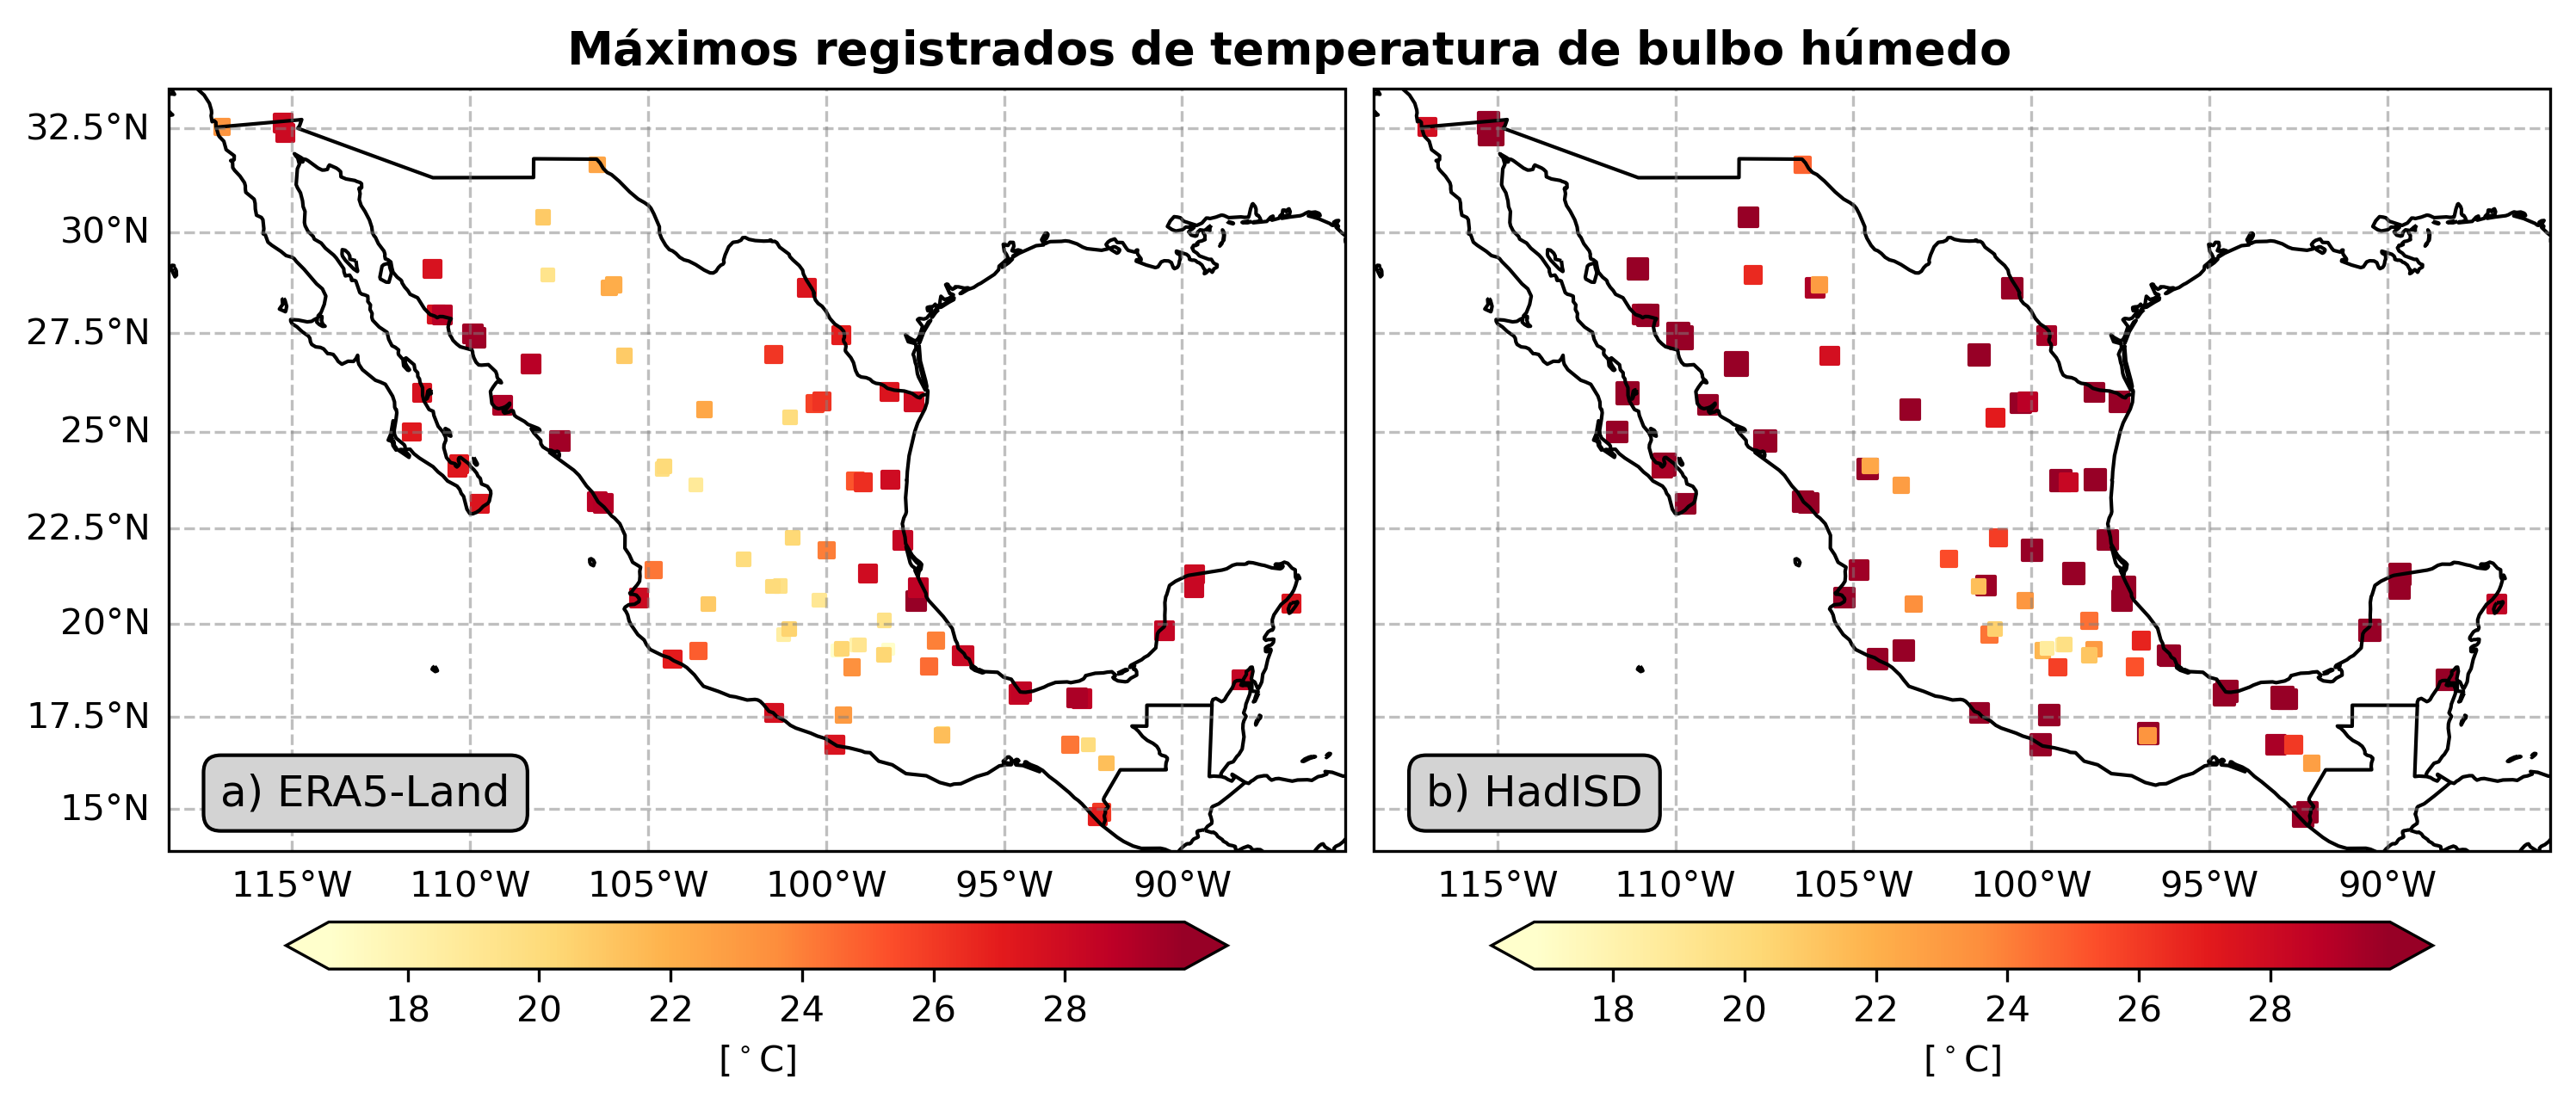 Máximos registrados de temperatura de bulbo húmedo
32.5°N
30°N
27.5°N
25°N
22.5°N
20°N
17.5°N
15°N
a) ERA5-Land
b) HadISD
115°W 110°W 105°W 100°W 95°W 90°W
115°W 110°W 105°W 100°W 95°W 90°W
18 20 22 24 26 28
[°C]
18 20 22 24 26 28
[°C]